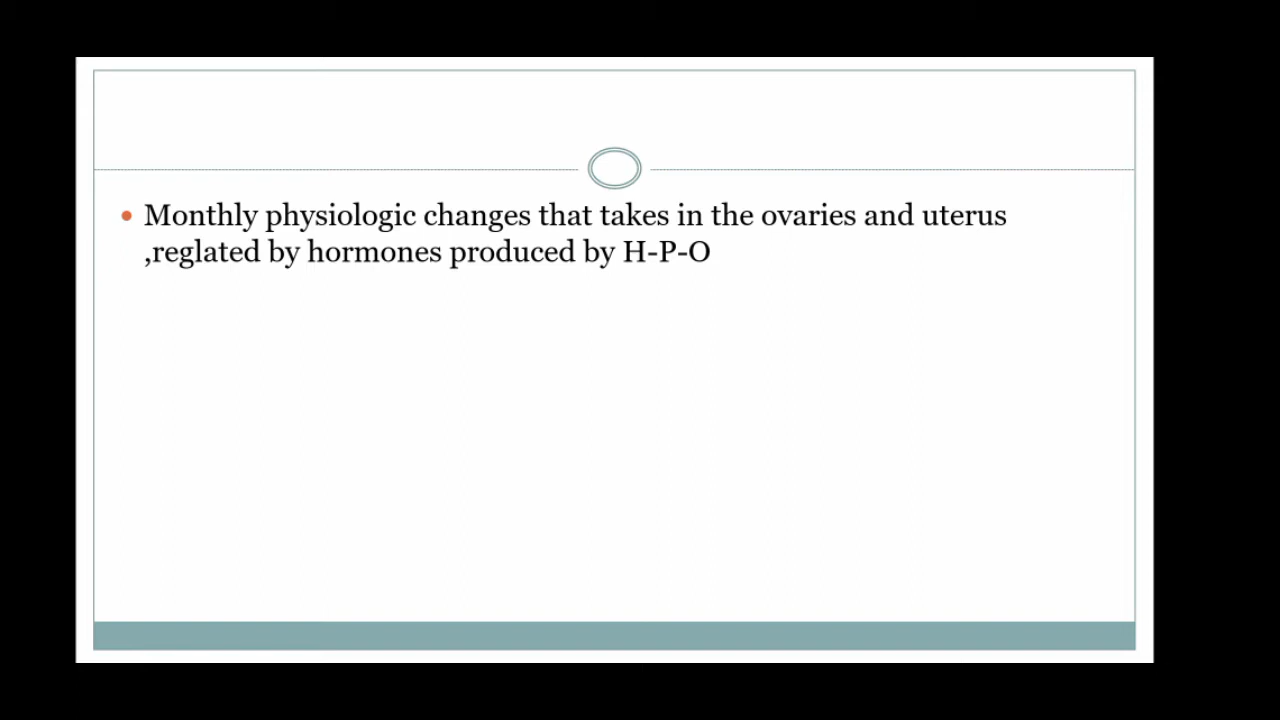 Monthly physiologic changes that takes in the ovaries and uterus
,reglated by hormones produced by H-P-O